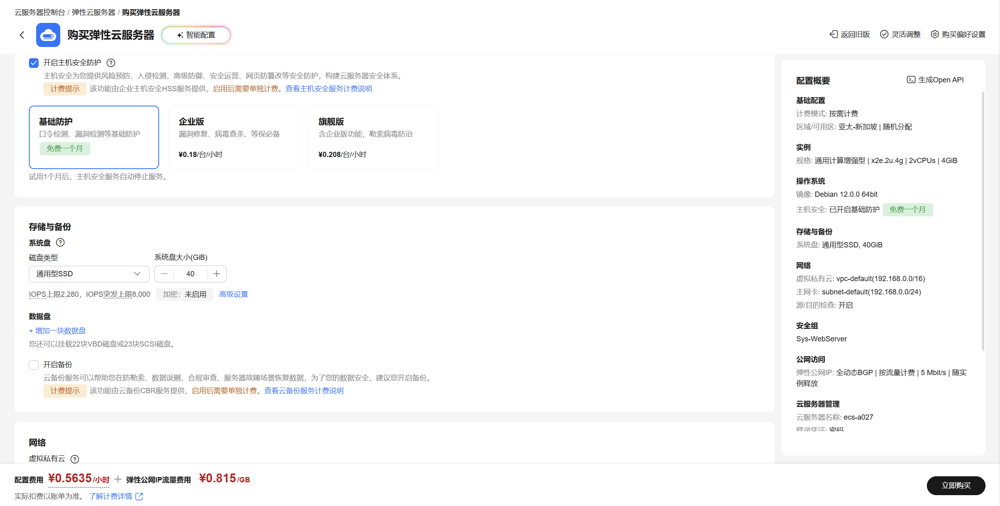 云服务器控制台 / 弹性云服务器 / 购买弹性云服务器
购买弹性云服务器
智能配置
返回旧版
灵活调整
购买偏好设置
开启主机安全防护
主机安全为您提供风险预防、入侵检测、高级防御、安全运营、网页防篡改等安全防护，构建云服务器安全体系。
计费提示 该功能由企业主机安全HSS服务提供，启用后需要单独计费。查看主机安全服务计费说明
基础防护
口令检测、漏洞检测等基础防护
免费一个月
企业版
漏洞修复、病毒查杀、等保必备
¥0.18/台/小时
旗舰版
含企业版功能，勒索病毒防治
¥0.208/台/小时
试用1个月后，主机安全服务自动停止服务。
存储与备份
系统盘
磁盘类型
系统盘大小(GiB)
通用型SSD
40
IOPS上限2,280，IOPS突发上限8,000 加密：未启用 高级设置
数据盘
+ 增加一块数据盘
您还可以挂载22块VBD磁盘或23块SCSI磁盘。
开启备份
云备份服务可以帮助您在防勒索、数据误删、合规审查、服务器故障场景恢复数据，为了您的数据安全，建议您开启备份。
计费提示 该功能由云备份CBR服务提供，启用后需要单独计费。查看云备份服务计费说明
网络
虚拟私有云
配置概要
生成Open API
基础配置
计费模式: 按需计费
区域/可用区: 亚太-新加坡 | 随机分配
实例
规格: 通用计算增强型 | x2e.2u.4g | 2vCPUs | 4GiB
操作系统
镜像: Debian 12.0.0 64bit
主机安全: 已开启基础防护 免费一个月
存储与备份
系统盘: 通用型SSD, 40GiB
网络
虚拟私有云: vpc-default(192.168.0.0/16)
主网卡: subnet-default(192.168.0.0/24)
源/目的检查: 开启
安全组
Sys-WebServer
公网访问
弹性公网IP: 全动态BGP | 按流量计费 | 5 Mbit/s | 随实
例释放
云服务器管理
云服务器名称: ecs-a027
登录凭证: 密码
配置费用 ¥0.5635/小时 + 弹性公网IP流量费用 ¥0.815/GB
实际扣费以账单为准。 了解计费详情
立即购买